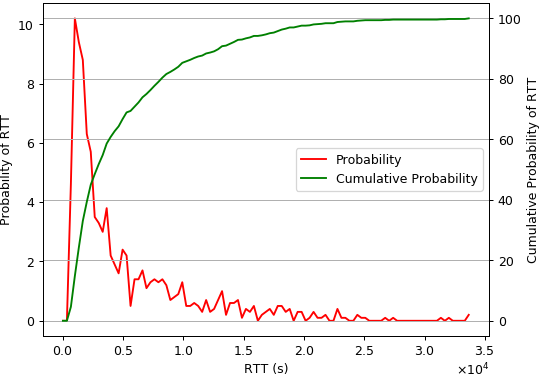 Probability of RTT
10
8
6
4
2
0
100
80
60
40
20
0
Cumulative Probability of RTT
Probability
Cumulative Probability
0.0 0.5 1.0 1.5 2.0 2.5 3.0 3.5
RTT (s)
×10⁴